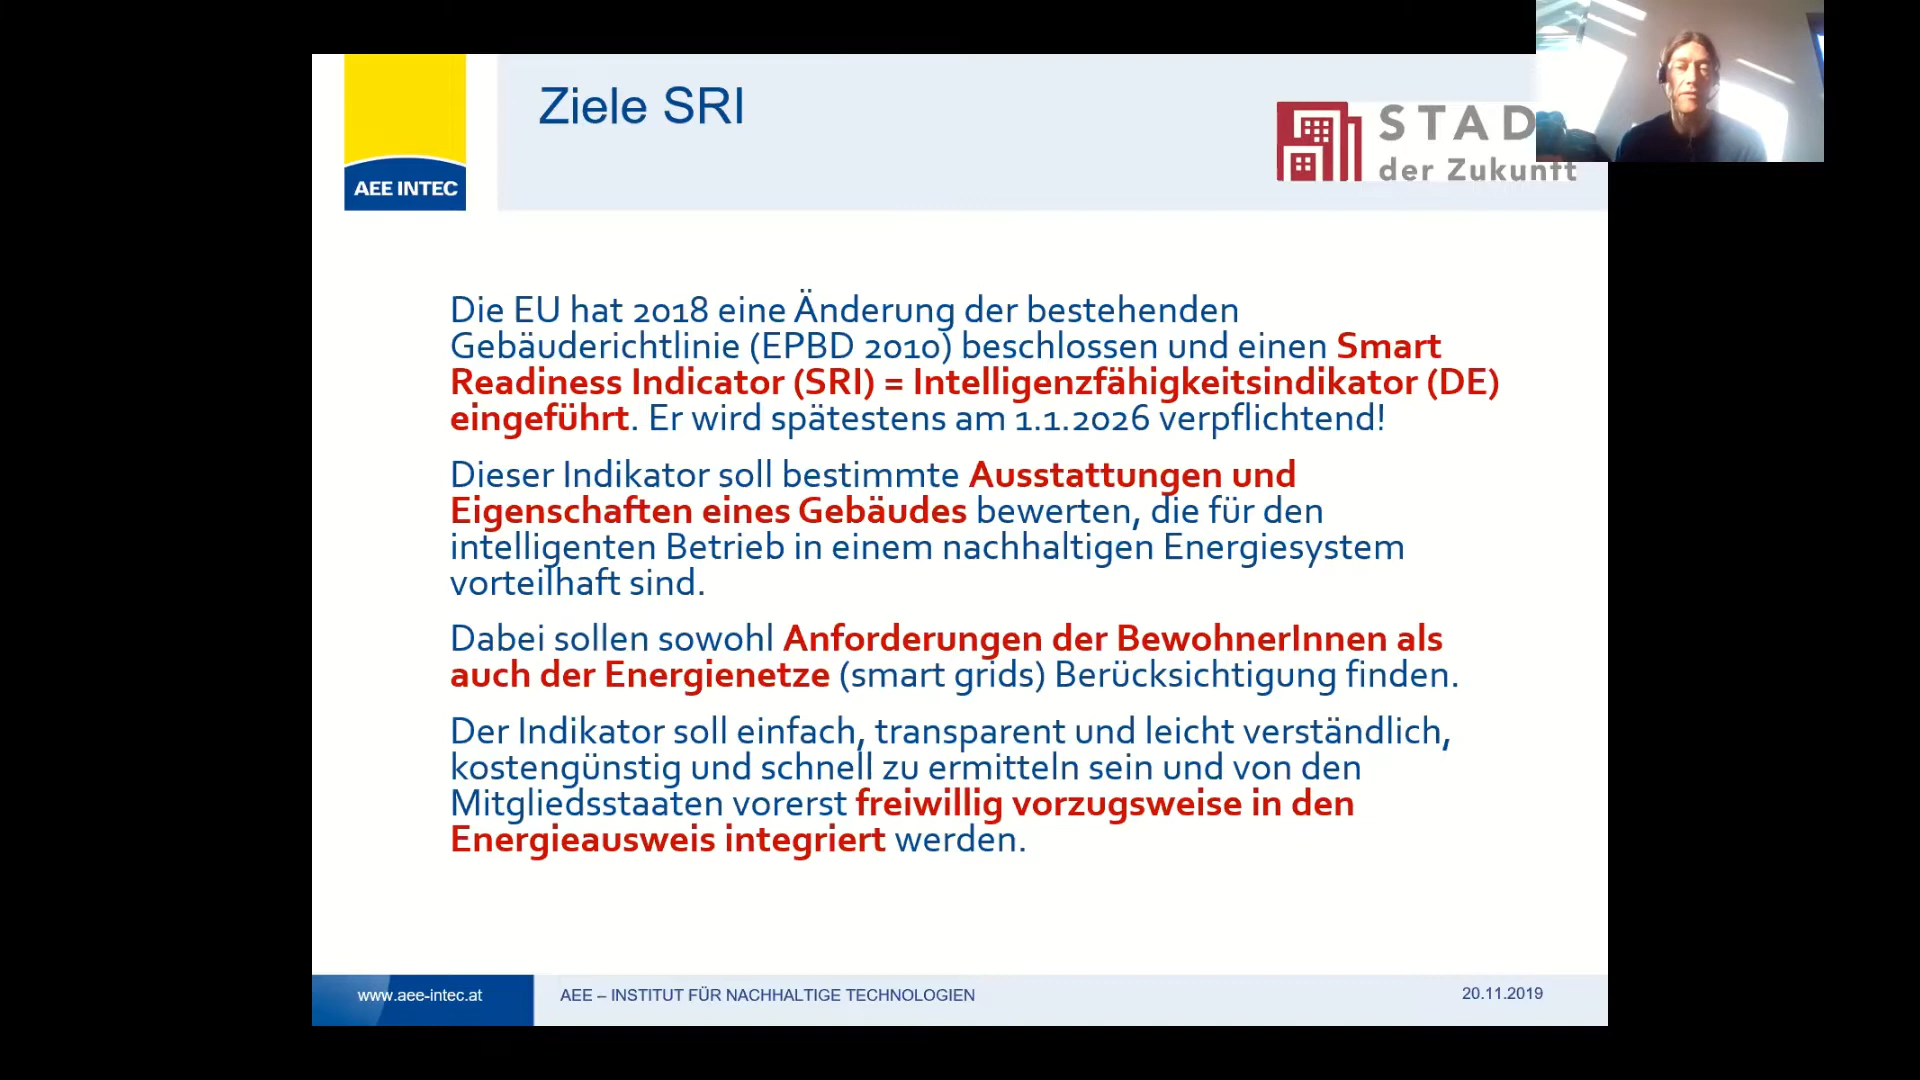 Ziele SRI
AEE INTEC
STAD
der Zukunft
Die EU hat 2018 eine Änderung der bestehenden
Gebäuderichtlinie (EPBD 2010) beschlossen und einen Smart
Readiness Indicator (SRI) = Intelligenzfähigkeitsindikator (DE)
eingeführt. Er wird spätestens am 1.1.2026 verpflichtend!
Dieser Indikator soll bestimmte Ausstattungen und
Eigenschaften eines Gebäudes bewerten, die für den
intelligenten Betrieb in einem nachhaltigen Energiesystem
vorteilhaft sind.
Dabei sollen sowohl Anforderungen der BewohnerInnen als
auch der Energienetze (smart grids) Berücksichtigung finden.
Der Indikator soll einfach, transparent und leicht verständlich,
kostengünstig und schnell zu ermitteln sein und von den
Mitgliedsstaaten vorerst freiwillig vorzugsweise in den
Energieausweis integriert werden.
www.aee-intec.at
AEE – INSTITUT FÜR NACHHALTIGE TECHNOLOGIEN
20.11.2019